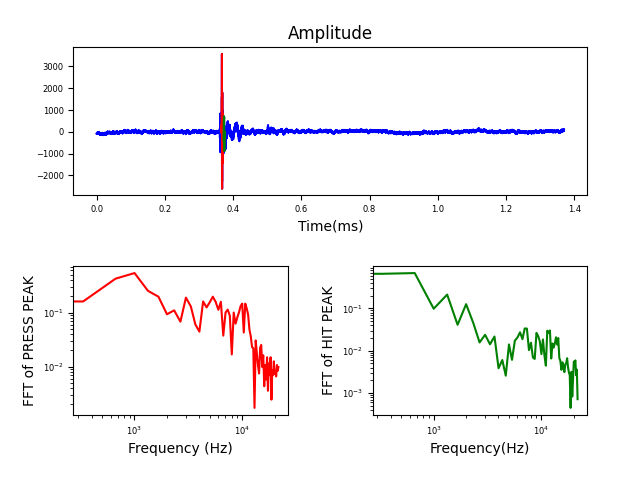 Amplitude
3000
2000
1000
0
−1000
−2000
0.0 0.2 0.4 0.6 0.8 1.0 1.2 1.4
Time(ms)
FFT of PRESS PEAK
10⁻¹
10⁻²
10³ 10⁴
Frequency (Hz)
FFT of HIT PEAK
10⁻¹
10⁻²
10⁻³
10³ 10⁴
Frequency(Hz)